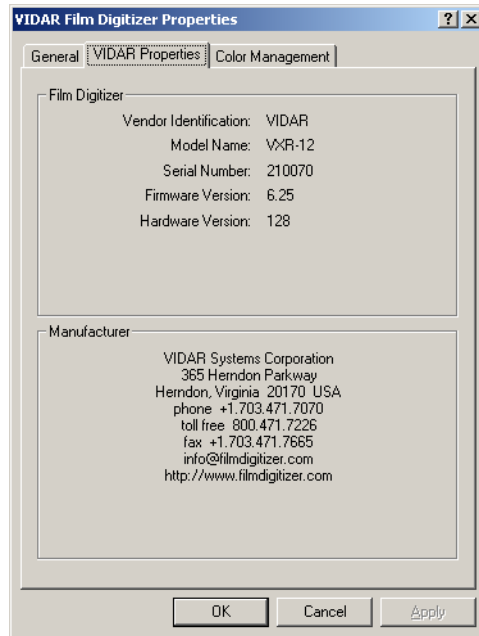 VIDAR Film Digitizer Properties
General VIDAR Properties Color Management
Film Digitizer
Vendor Identification: VIDAR
Model Name: VXR-12
Serial Number: 210070
Firmware Version: 6.25
Hardware Version: 128
Manufacturer
VIDAR Systems Corporation
365 Herndon Parkway
Herndon, Virginia 20170 USA
phone +1.703.471.7070
toll free 800.471.7226
fax +1.703.471.7665
info@filmdigitizer.com
http://www.filmdigitizer.com
OK Cancel Apply